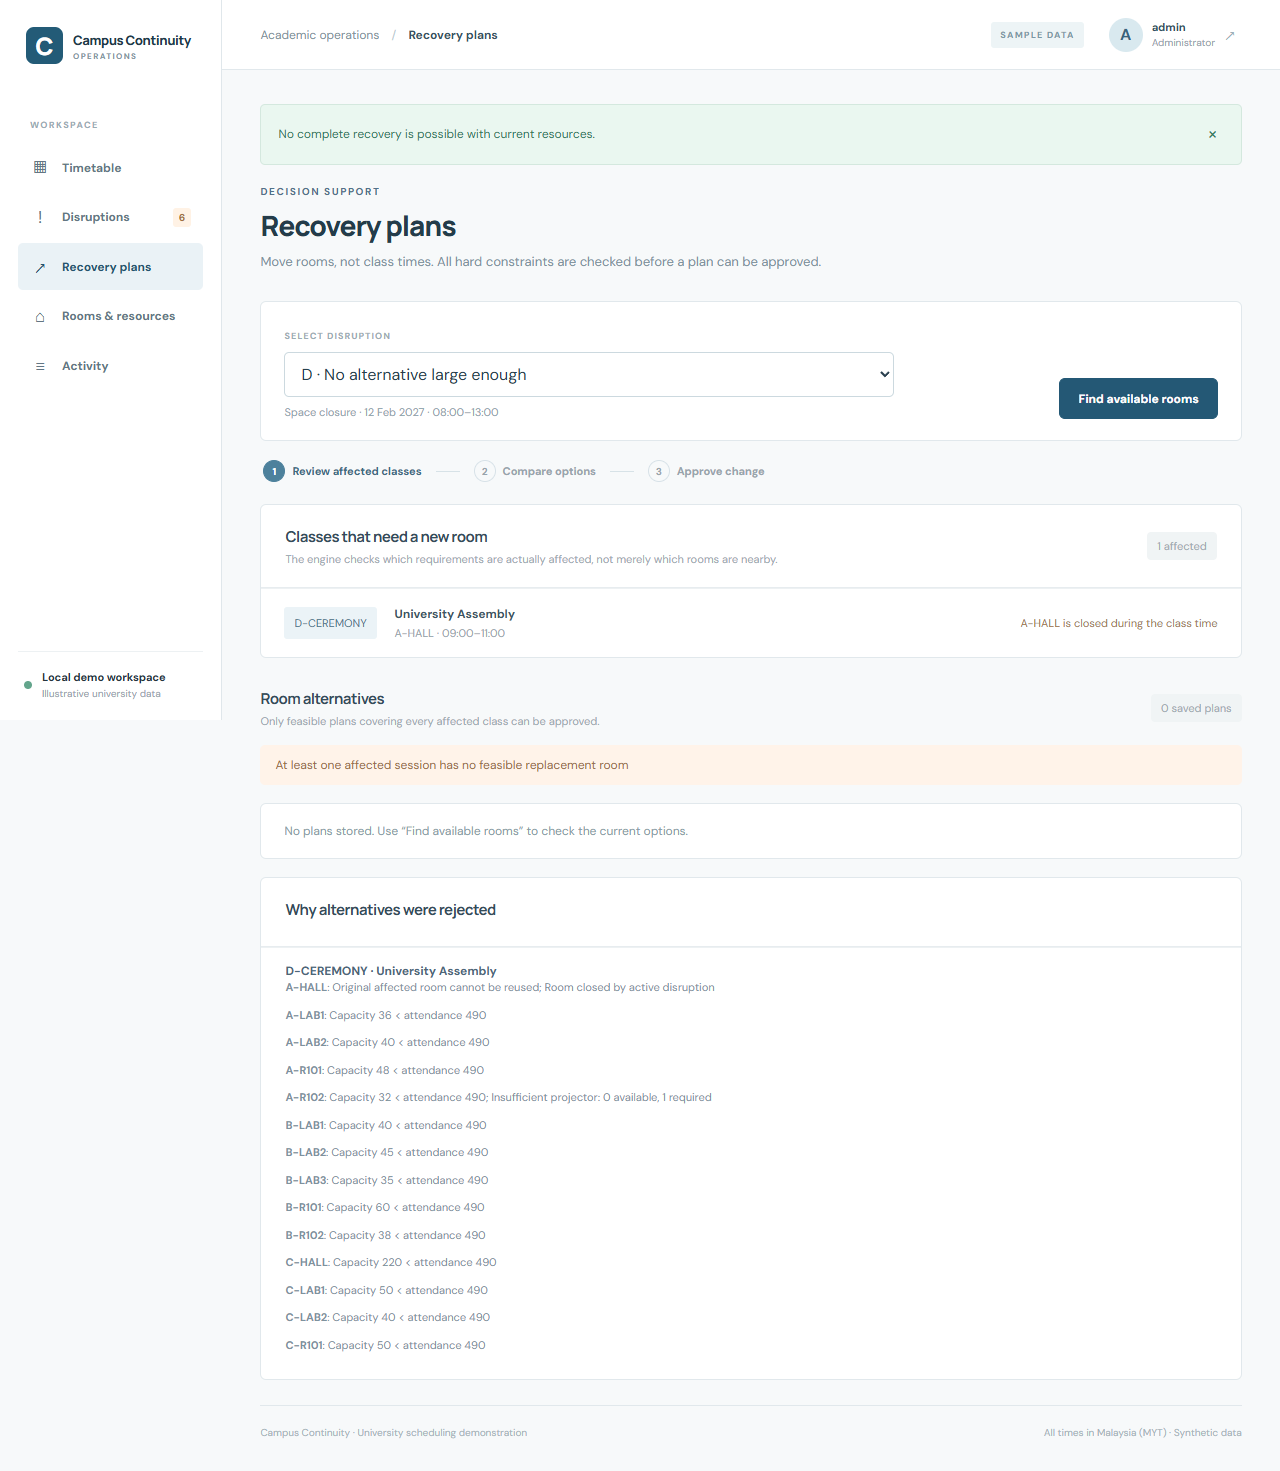 C
Campus Continuity
OPERATIONS
Academic operations / Recovery plans
SAMPLE DATA
A
admin
Administrator ↗
WORKSPACE
Timetable
! Disruptions 6
↗ Recovery plans
⌂ Rooms & resources
≡ Activity
Local demo workspace
Illustrative university data
No complete recovery is possible with current resources. ×
DECISION SUPPORT
Recovery plans
Move rooms, not class times. All hard constraints are checked before a plan can be approved.
SELECT DISRUPTION
D · No alternative large enough
Space closure · 12 Feb 2027 · 08:00–13:00
Find available rooms
1 Review affected classes
2 Compare options
3 Approve change
Classes that need a new room
The engine checks which requirements are actually affected, not merely which rooms are nearby.
1 affected
D-CEREMONY
University Assembly
A-HALL · 09:00–11:00
A-HALL is closed during the class time
Room alternatives
Only feasible plans covering every affected class can be approved.
0 saved plans
At least one affected session has no feasible replacement room
No plans stored. Use “Find available rooms” to check the current options.
Why alternatives were rejected
D-CEREMONY · University Assembly
A-HALL: Original affected room cannot be reused; Room closed by active disruption
A-LAB1: Capacity 36 < attendance 490
A-LAB2: Capacity 40 < attendance 490
A-R101: Capacity 48 < attendance 490
A-R102: Capacity 32 < attendance 490; Insufficient projector: 0 available, 1 required
B-LAB1: Capacity 40 < attendance 490
B-LAB2: Capacity 45 < attendance 490
B-LAB3: Capacity 35 < attendance 490
B-R101: Capacity 60 < attendance 490
B-R102: Capacity 38 < attendance 490
C-HALL: Capacity 220 < attendance 490
C-LAB1: Capacity 50 < attendance 490
C-LAB2: Capacity 40 < attendance 490
C-R101: Capacity 50 < attendance 490
Campus Continuity · University scheduling demonstration
All times in Malaysia (MYT) · Synthetic data